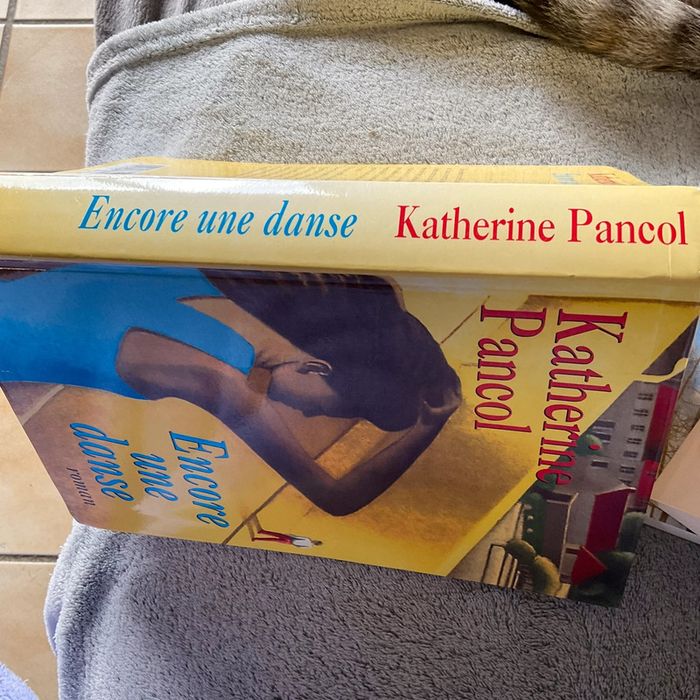 Encore une danse Katherine Pancol
Katherine
Pancol
Encore
une
danse
roman